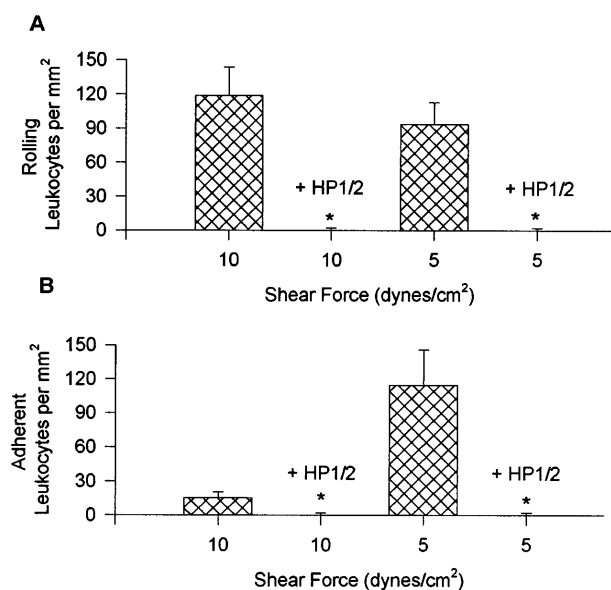 A
Rolling
Leukocytes per mm²
150
120
90
60
30
0
+ HP1/2
*
+ HP1/2
*
10
10
5
5
Shear Force (dynes/cm²)
B
Adherent
Leukocytes per mm²
150
120
90
60
30
0
+ HP1/2
*
+ HP1/2
*
10
10
5
5
Shear Force (dynes/cm²)